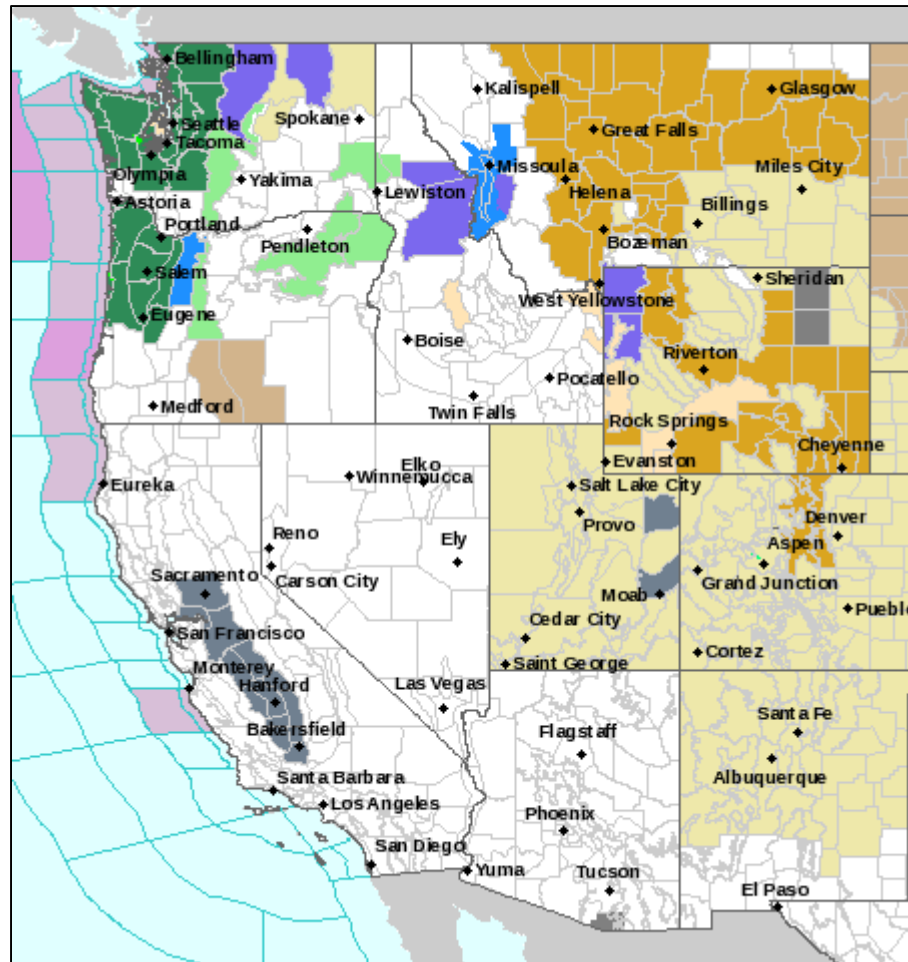 Bellingham
Kalispell
Glasgow
Seattle
Spokane
Great Falls
Tacoma
Olympia
Missoula
Miles City
Yakima
Lewiston
Helena
Astoria
Billings
Portland
Pendleton
Bozeman
Salem
Sheridan
West Yellowstone
Eugene
Boise
Riverton
Pocatello
Medford
Twin Falls
Rock Springs
Cheyenne
Evanston
Elko
Winnemucca
Eureka
Salt Lake City
Provo
Denver
Reno
Ely
Aspen
Carson City
Grand Junction
Sacramento
Moab
Pueblo
San Francisco
Cedar City
Cortez
Monterey
Saint George
Hanford
Las Vegas
Santa Fe
Bakersfield
Flagstaff
Albuquerque
Santa Barbara
Los Angeles
Phoenix
San Diego
Yuma
Tucson
El Paso